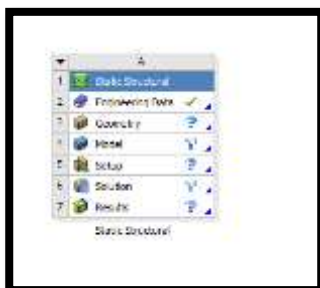 A
1 Static Structural
2 Engineering Data
3 Geometry
4 Model
5 Setup
6 Solution
7 Results
Static Structural